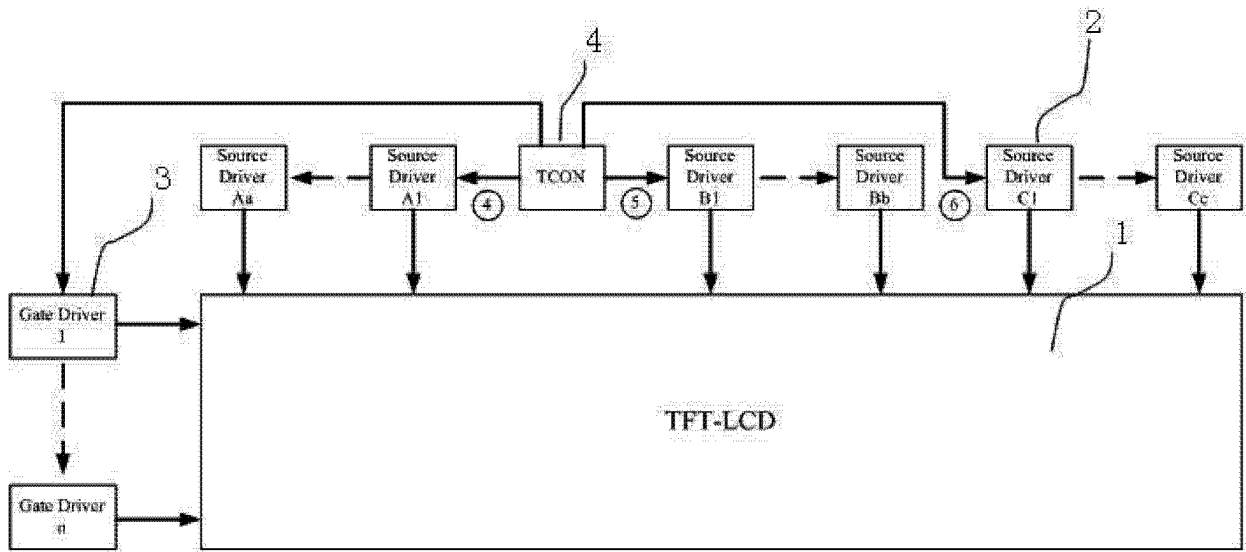 4
2
Source
Driver
Aa
Source
Driver
A1
TCON
Source
Driver
B1
Source
Driver
Bb
Source
Driver
C1
Source
Driver
Cc
4
5
6
3
1
Gate Driver
1
TFT-LCD
Gate Driver
n